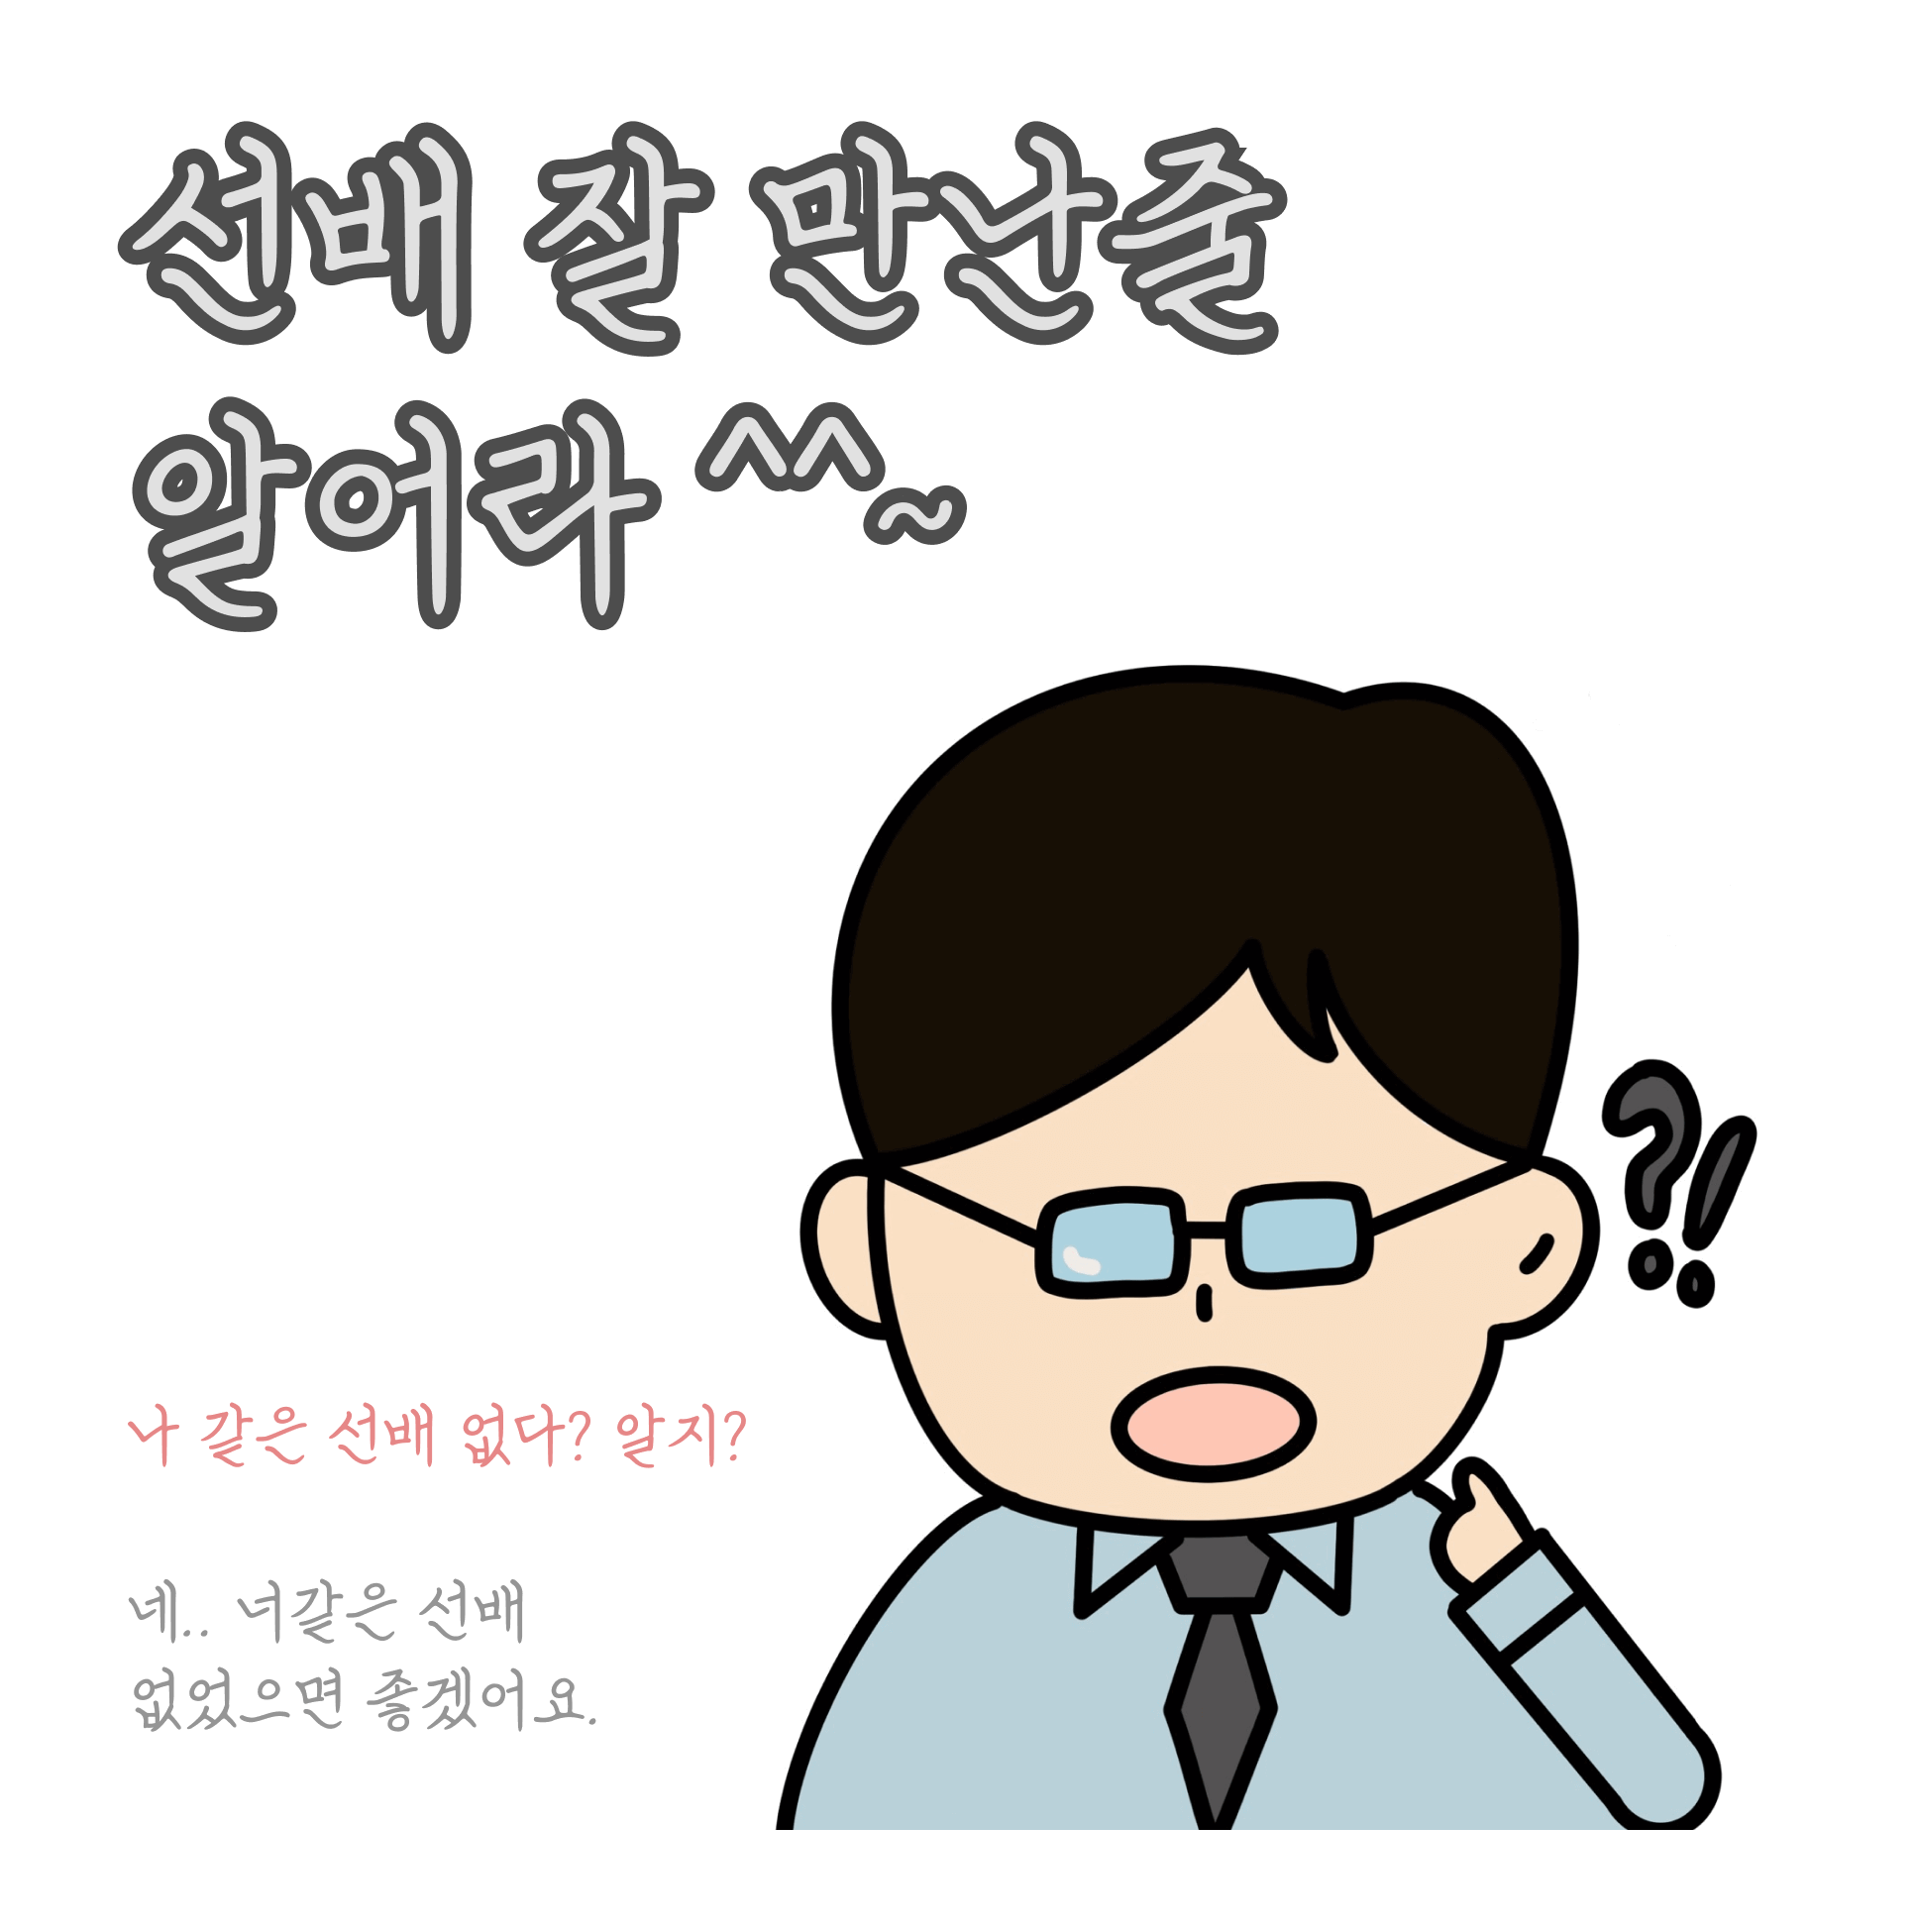 선배 잘 만난줄
알아라 ^^~
?!
나 같은 선배 없다? 알지?
네.. 너같은 선배
없었으면 좋겠어요.